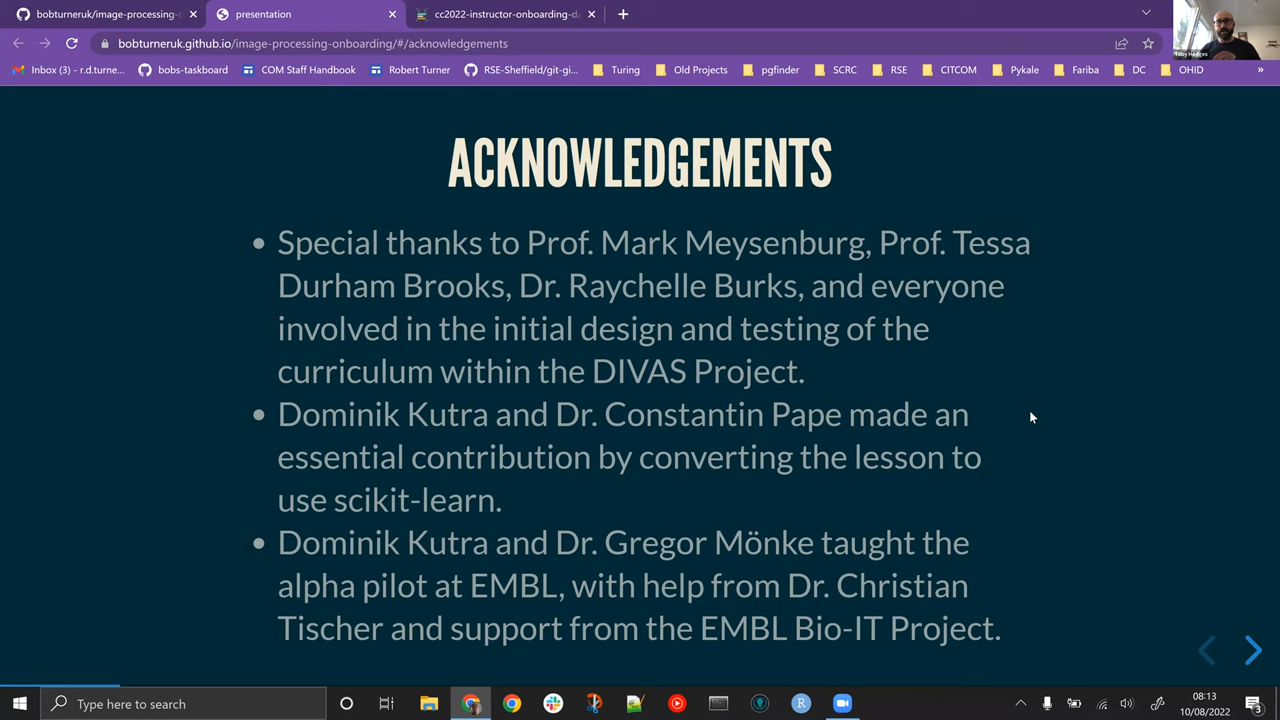 bobturneruk/image-processing-
presentation
cc2022-instructor-onboarding-d
bobturneruk.github.io/image-processing-onboarding/#/acknowledgements
Inbox (3) - r.d.turne...
bobs-taskboard
COM Staff Handbook
Robert Turner
RSE-Sheffield/git-gi...
Turing
Old Projects
pgfinder
SCRC
RSE
CITCOM
Pykale
Fariba
DC
OHID
»
Toby Hodges
ACKNOWLEDGEMENTS
• Special thanks to Prof. Mark Meysenburg, Prof. Tessa
Durham Brooks, Dr. Raychelle Burks, and everyone
involved in the initial design and testing of the
curriculum within the DIVAS Project.
• Dominik Kutra and Dr. Constantin Pape made an
essential contribution by converting the lesson to
use scikit-learn.
• Dominik Kutra and Dr. Gregor Mönke taught the
alpha pilot at EMBL, with help from Dr. Christian
Tischer and support from the EMBL Bio-IT Project.
Type here to search
08:13
10/08/2022
3